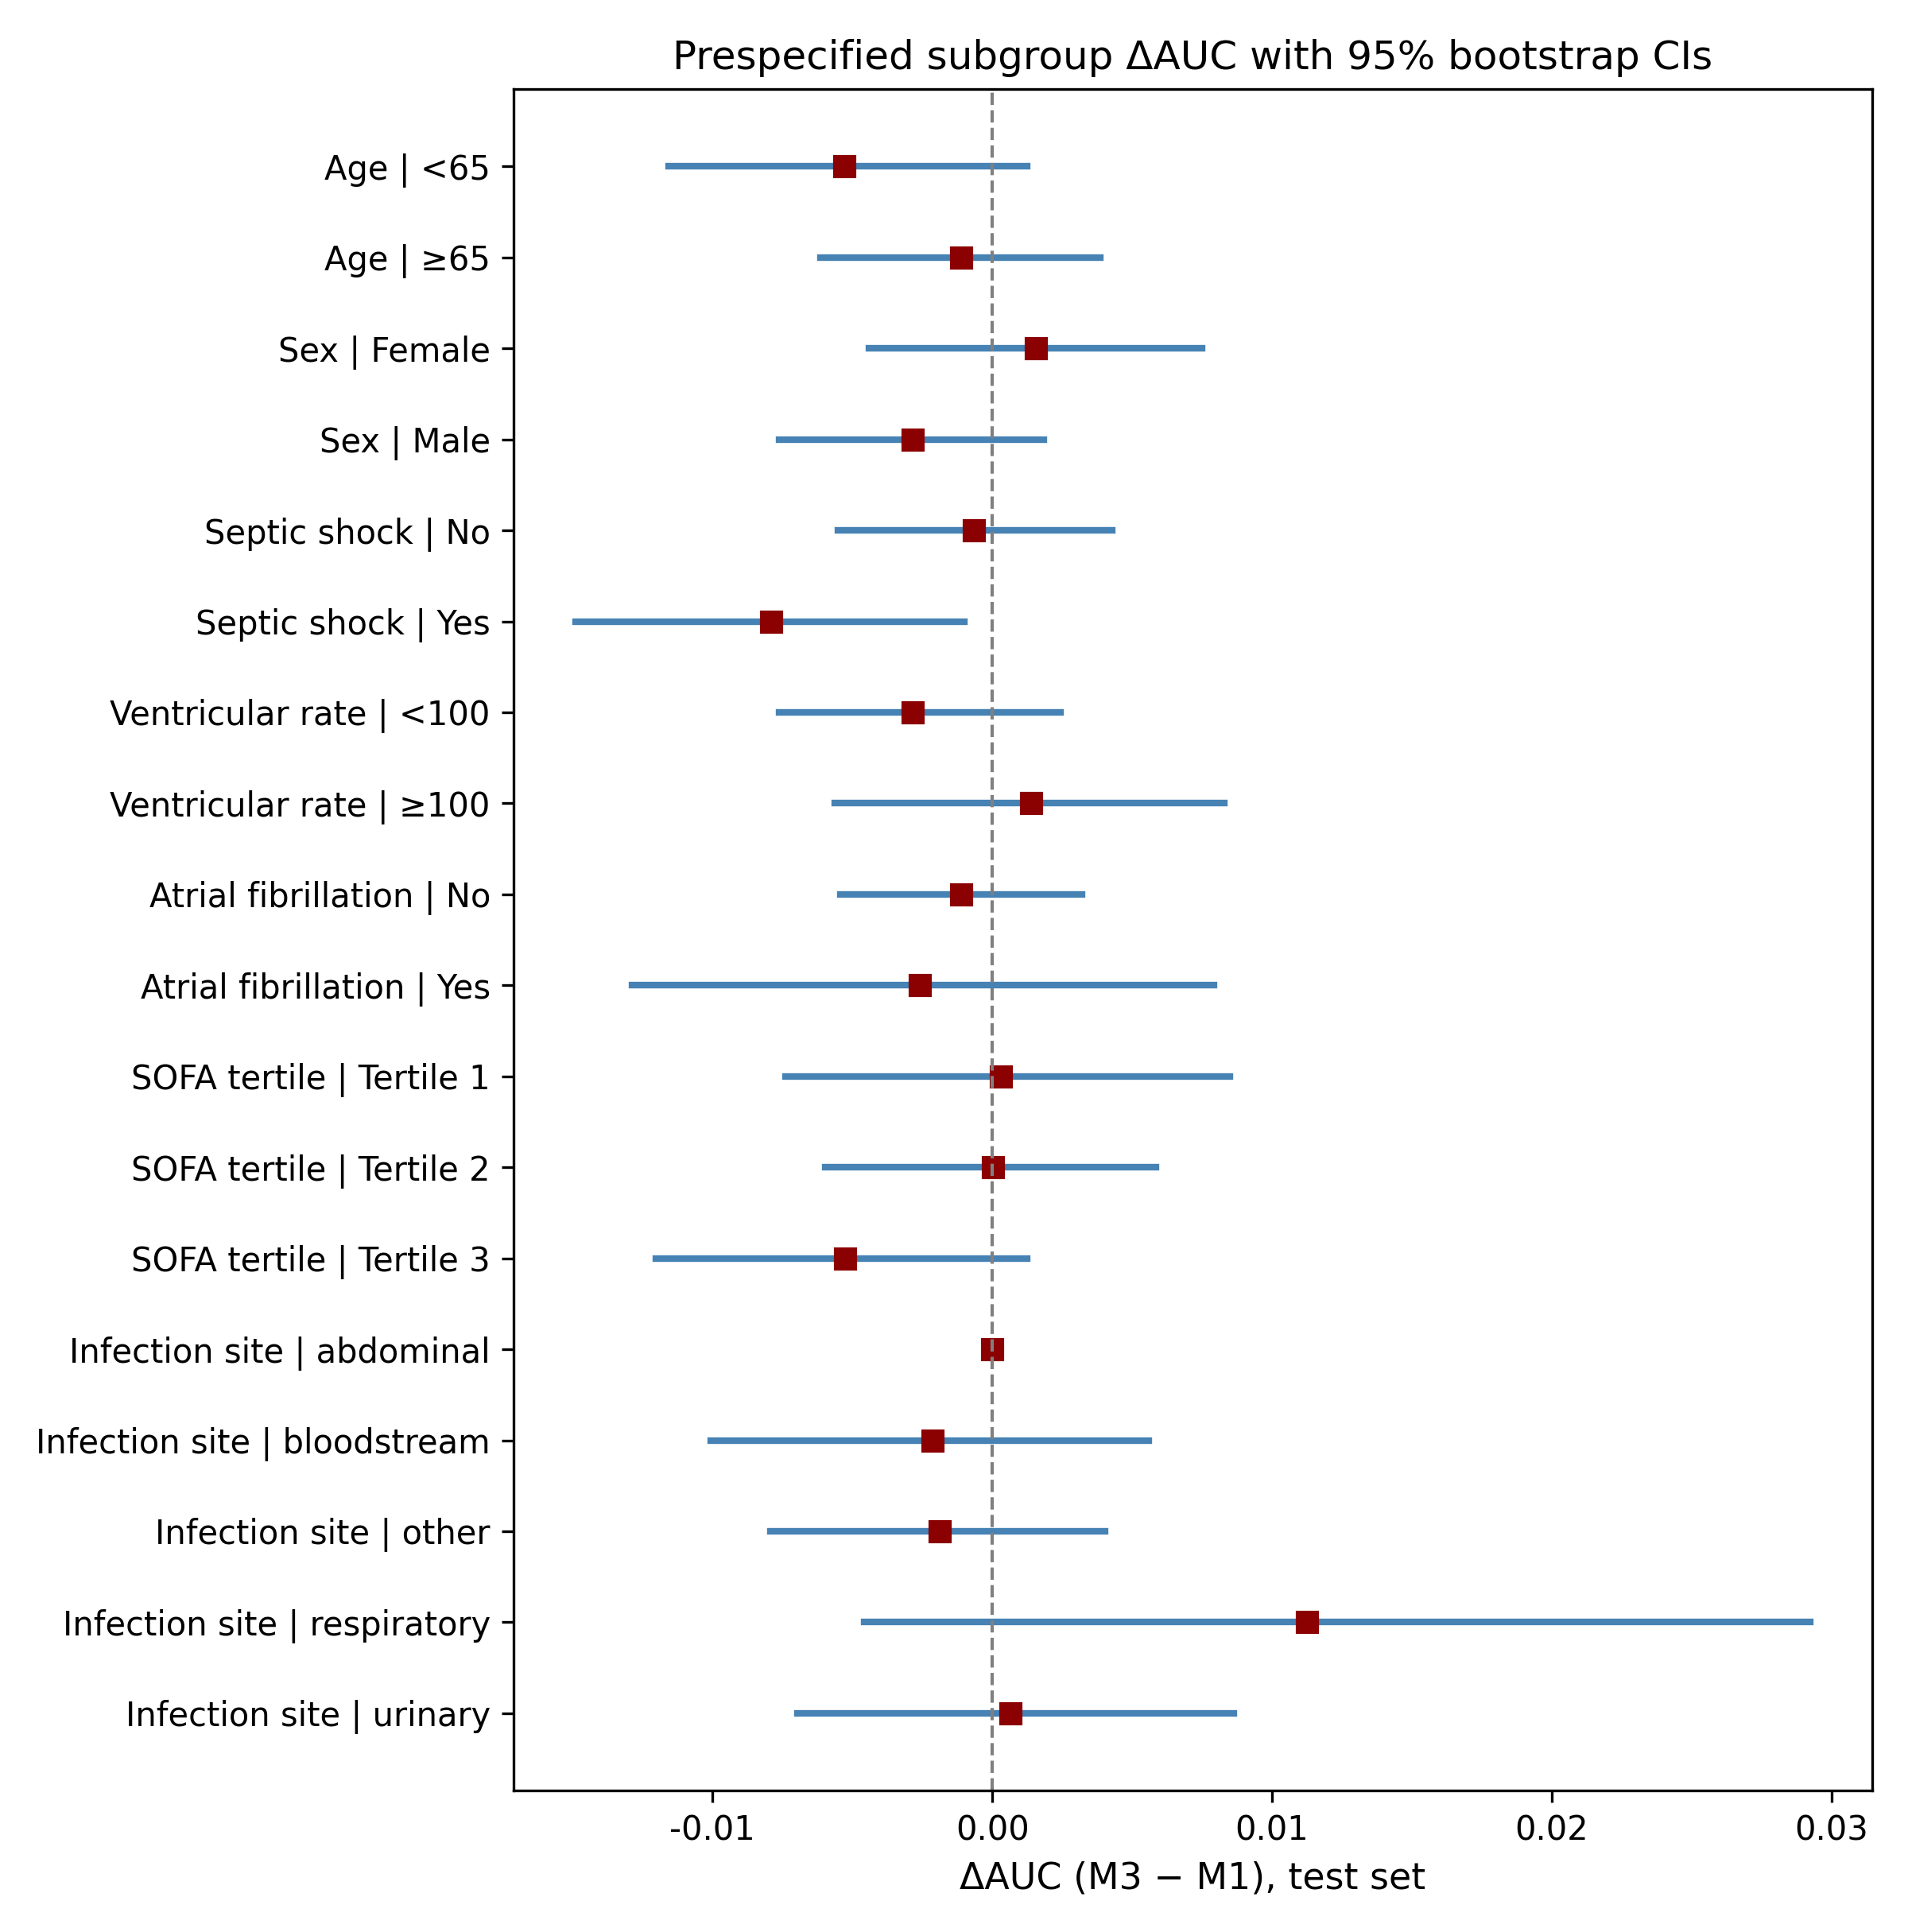 Prespecified subgroup ΔAUC with 95% bootstrap CIs
Age | <65
Age | ≥65
Sex | Female
Sex | Male
Septic shock | No
Septic shock | Yes
Ventricular rate | <100
Ventricular rate | ≥100
Atrial fibrillation | No
Atrial fibrillation | Yes
SOFA tertile | Tertile 1
SOFA tertile | Tertile 2
SOFA tertile | Tertile 3
Infection site | abdominal
Infection site | bloodstream
Infection site | other
Infection site | respiratory
Infection site | urinary
-0.01 0.00 0.01 0.02 0.03
ΔAUC (M3 − M1), test set